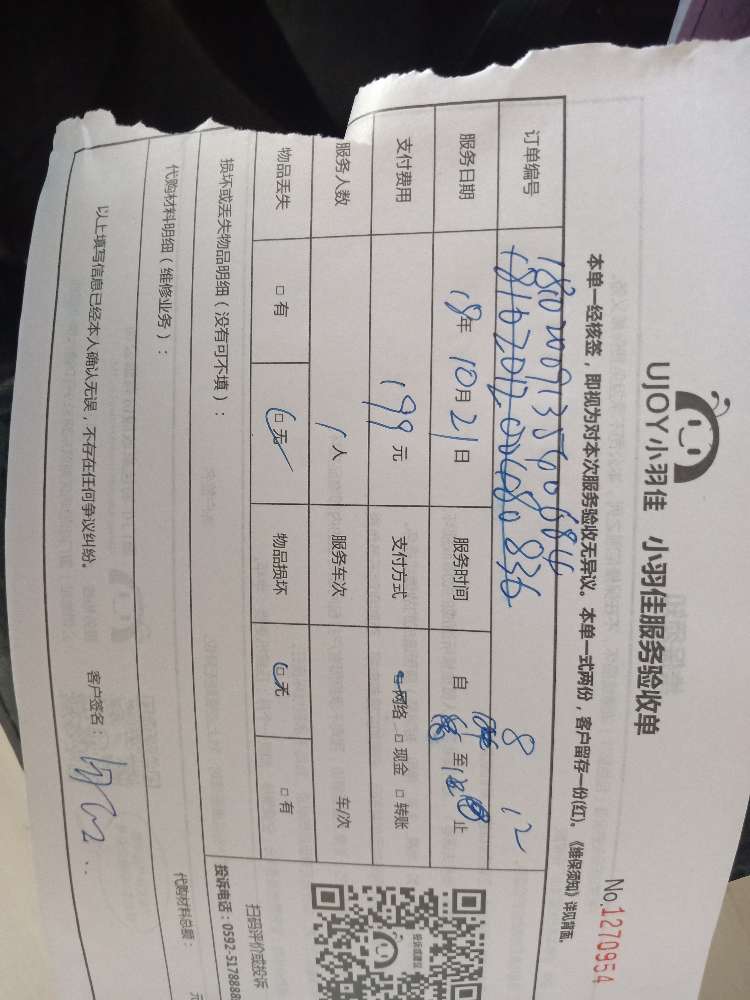 UJOY小羽佳 小羽佳服务验收单
No.1270954
本单一经核签，即视为对本次服务验收无异议。本单一式两份，客户留存一份(红)。《维保须知》详见背面。
订单编号
服务日期 18年 10月 21日 服务时间 自 8 至 12 止
支付费用 199 元 支付方式 网络 □ 现金 □ 转账
服务人数 1 人 服务车次 车/次
物品丢失 □ 有 □ 无 物品损坏 □ 无 □ 有
损坏或丢失物品明细（没有可不填）：
代购材料明细（维修业务）：
代购材料总额： 元
扫码评价或投诉
投诉电话：0592-5178888
以上填写信息已经本人确认无误，不存在任何争议纠纷。 客户签名：